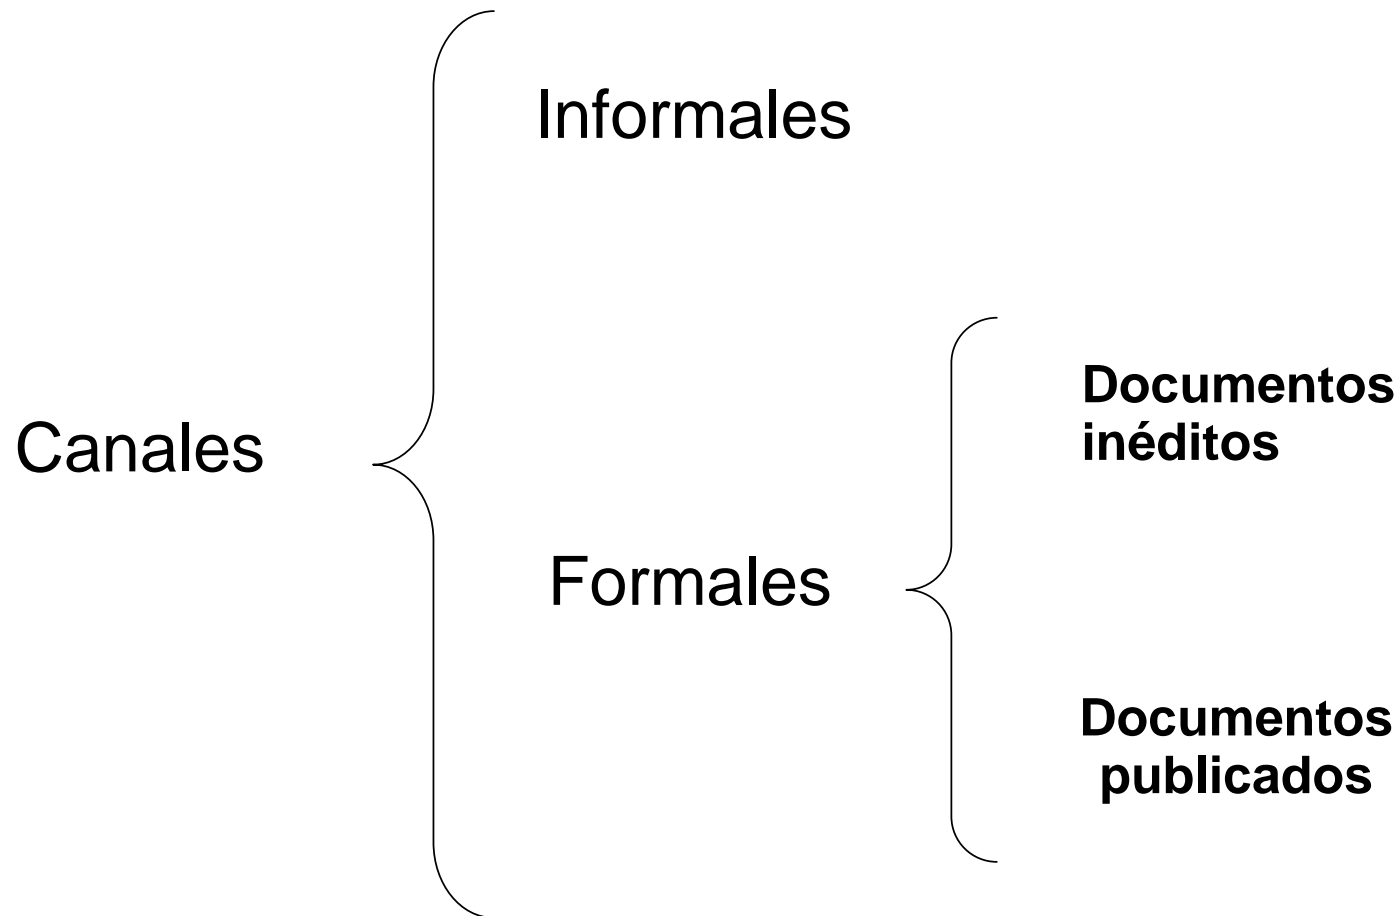 Canales
Informales
Formales
Documentos
inéditos
Documentos
publicados